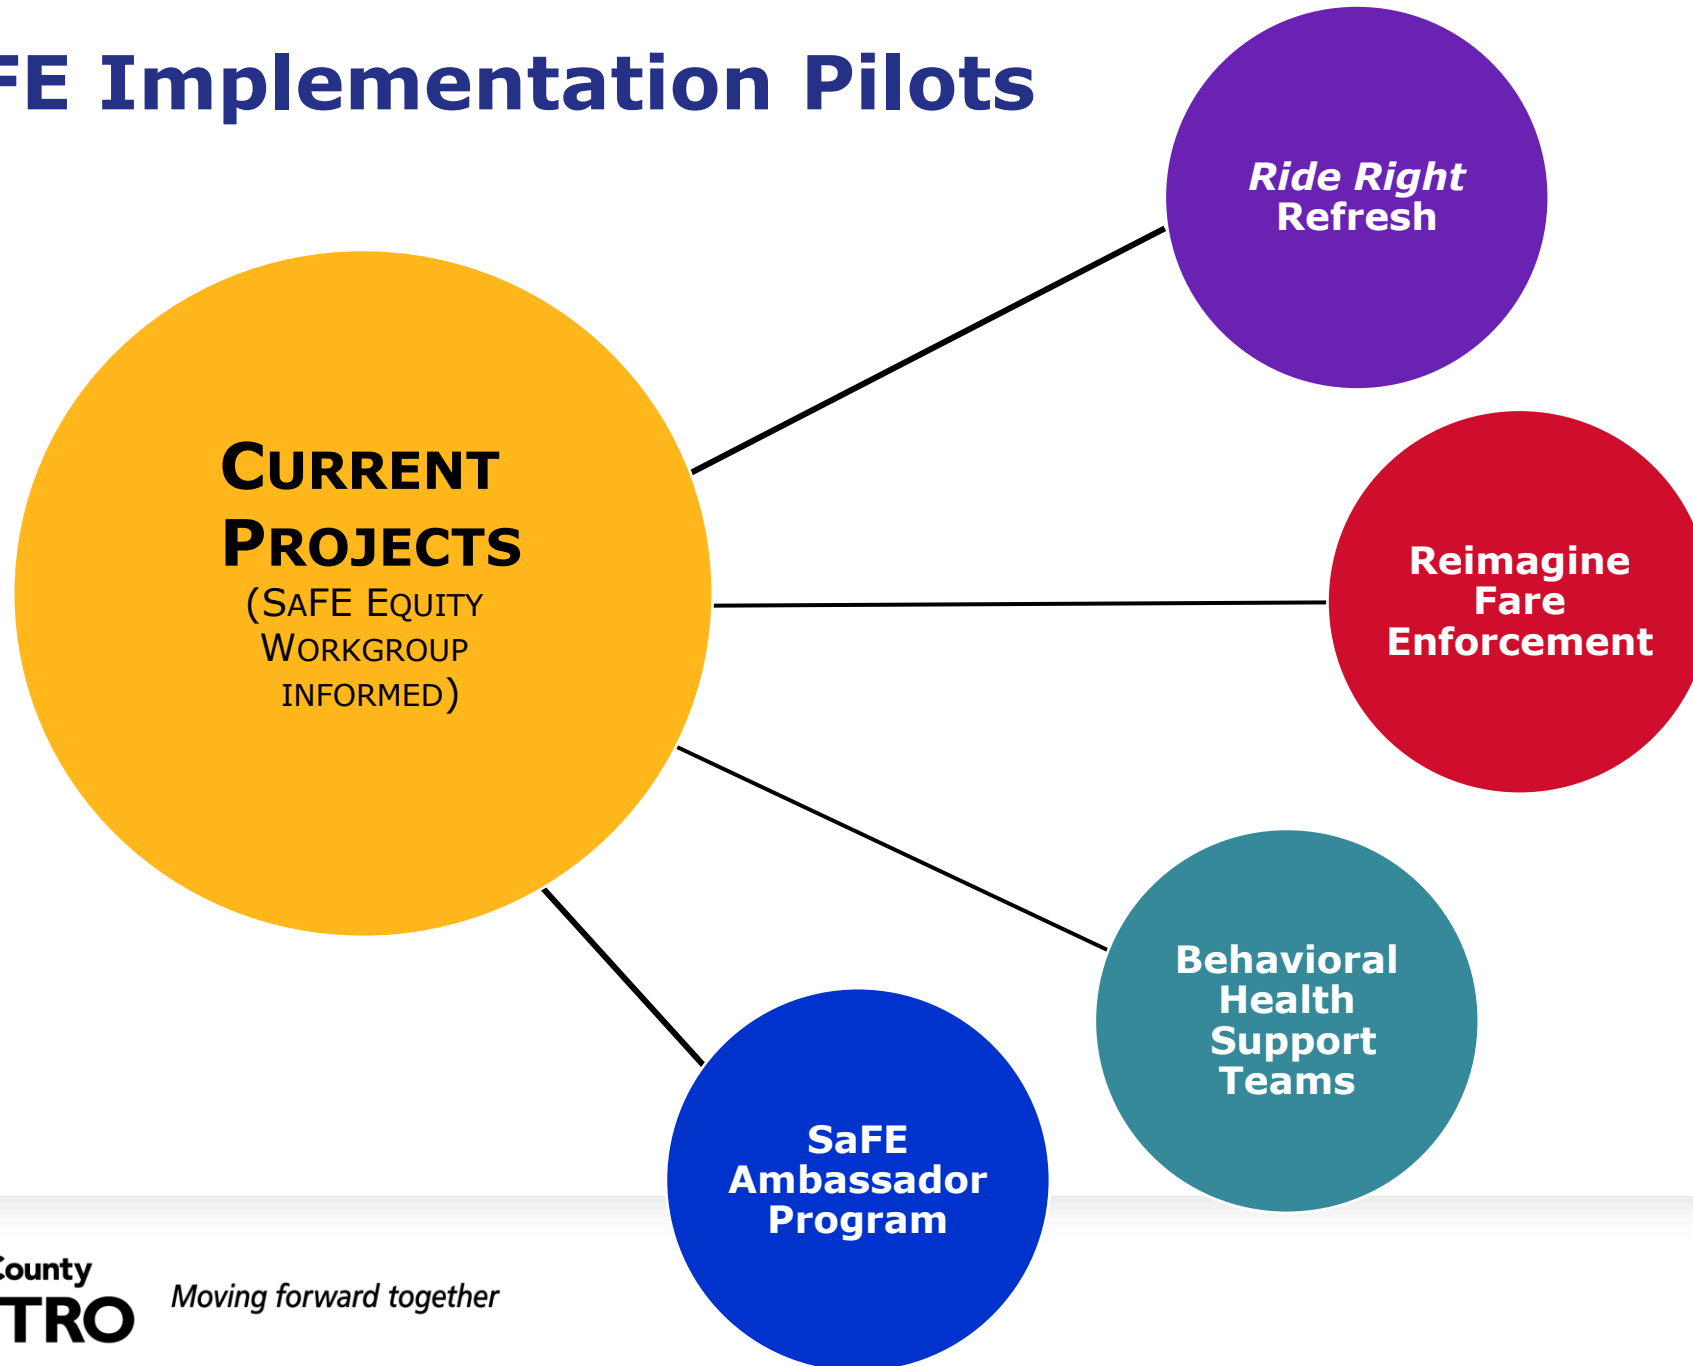 FE Implementation Pilots
Ride Right
Refresh
CURRENT
PROJECTS
(SAFE EQUITY
WORKGROUP
INFORMED)
Reimagine
Fare
Enforcement
Behavioral
Health
Support
Teams
SaFE
Ambassador
Program
County
TRO
Moving forward together